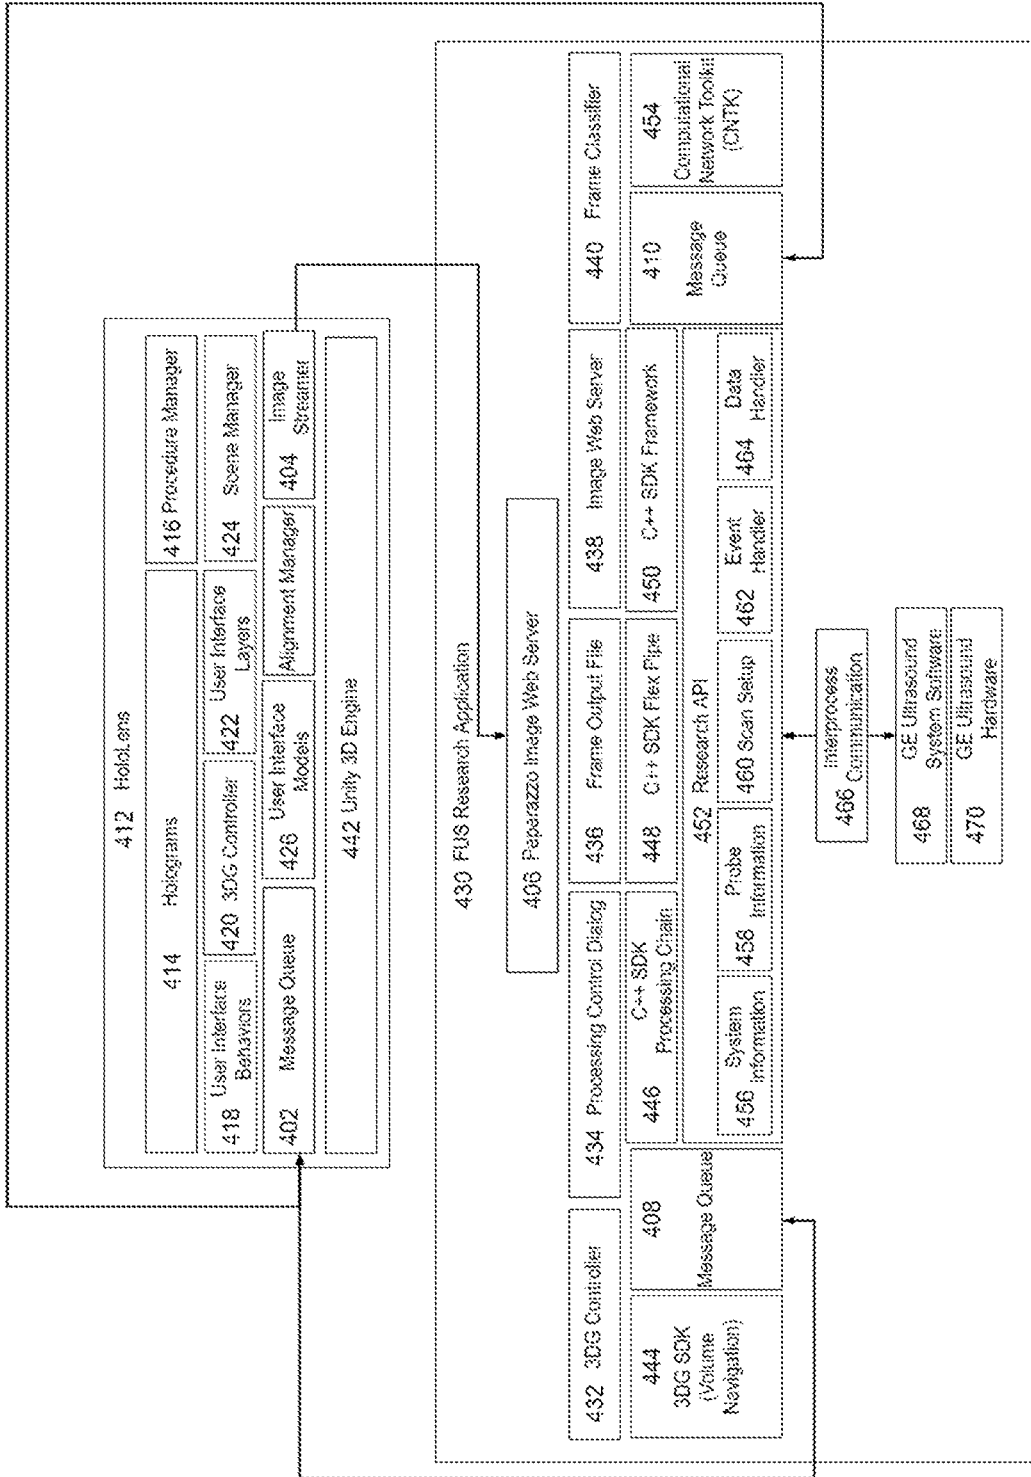 412 HoloLens
414 Holograms
416 Procedure Manager
418 User Interface
Behaviors
420 3DG Controller
422 User Interface
Layers
424 Scene Manager
402 Message Queue
426 User Interface
Models
Alignment Manager
404 Image
Streamer
442 Unity 3D Engine
430 FUS Research Application
406 Paparazzo Image Web Server
432 3DG Controller
434 Processing Control Dialog
436 Frame Output File
438 Image Web Server
440 Frame Classifier
444
3DG SDK
(Volume
Navigation)
408
Message Queue
446 C++ SDK
Processing Chain
448 C++ SDK Flex Pipe
450 C++ SDK Framework
410
Message
Queue
454
Computational
Network Toolkit
(CNTK)
452 Research API
456 System
Information
458 Probe
Information
460 Scan Setup
462 Event
Handler
464 Data
Handler
466 Interprocess
Communication
468 GE Ultrasound
System Software
470 GE Ultrasound
Hardware